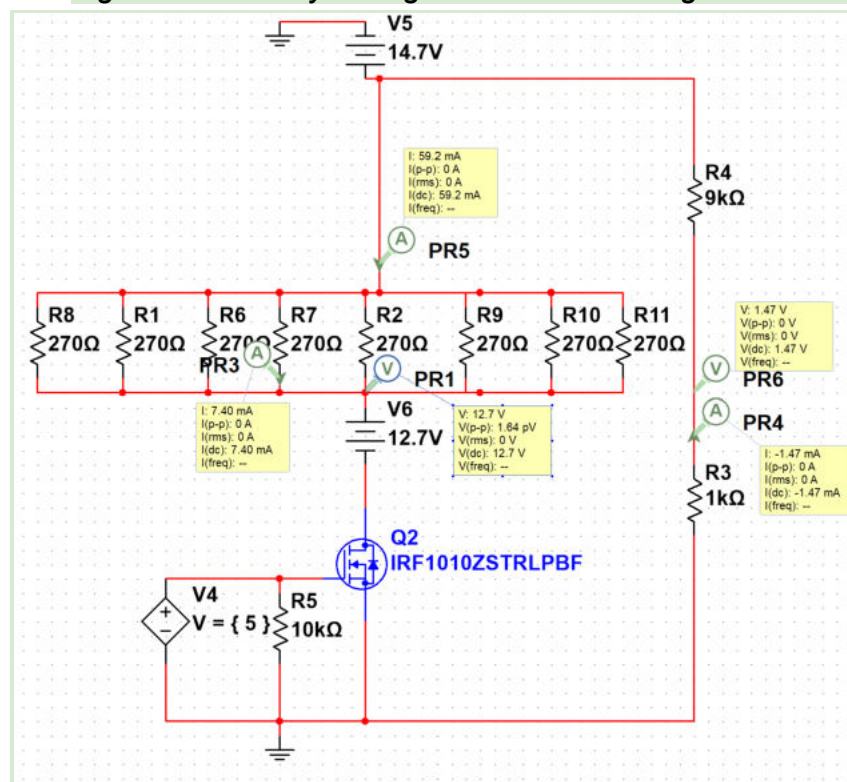 V5
14.7V
I: 59.2 mA
I(p-p): 0 A
I(rms): 0 A
I(dc): 59.2 mA
I(freq): --
A
PR5
R4
9kΩ
R8
270Ω
R1
270Ω
R6
270Ω
R7
270Ω
R2
270Ω
R9
270Ω
R10
270Ω
R11
270Ω
A
PR3
V
PR1
V: 1.47 V
V(p-p): 0 V
V(rms): 0 V
V(dc): 1.47 V
V(freq): --
V
PR6
A
PR4
I: 7.40 mA
I(p-p): 0 A
I(rms): 0 A
I(dc): 7.40 mA
I(freq): --
V6
12.7V
V: 12.7 V
V(p-p): 1.64 pV
V(rms): 0 V
V(dc): 12.7 V
V(freq): --
I: -1.47 mA
I(p-p): 0 A
I(rms): 0 A
I(dc): -1.47 mA
I(freq): --
R3
1kΩ
Q2
IRF1010ZSTRLPBF
V4
V = { 5 }
R5
10kΩ